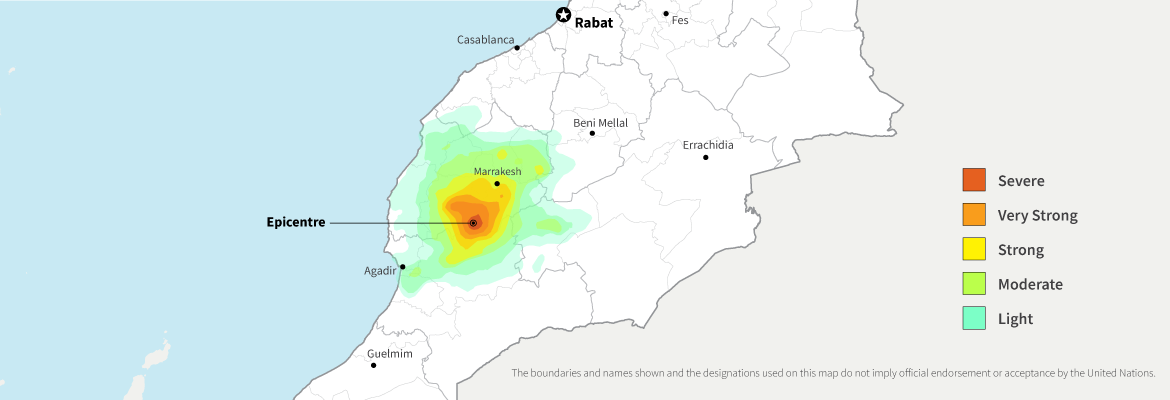 Rabat
Fes
Casablanca
Beni Mellal
Errachidia
Marrakesh
Severe
Very Strong
Epicentre
Strong
Agadir
Moderate
Light
Guelmim
The boundaries and names shown and the designations used on this map do not imply official endorsement or acceptance by the United Nations.